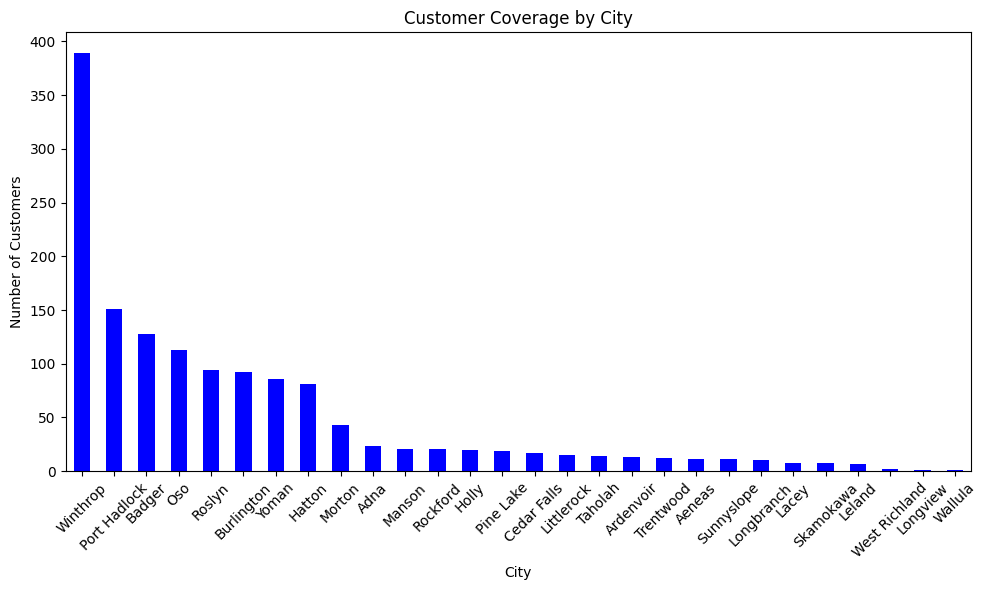 Customer Coverage by City
Number of Customers
400
350
300
250
200
150
100
50
0
Winthrop
Port Hadlock
Badger
Oso
Roslyn
Burlington
Yoman
Hatton
Morton
Adna
Manson
Rockford
Holly
Pine Lake
Cedar Falls
Littlerock
Taholah
Ardenvoir
Trentwood
Aeneas
Sunnyslope
Longbranch
Lacey
Skamokawa
Leland
West Richland
Longview
Wallula
City